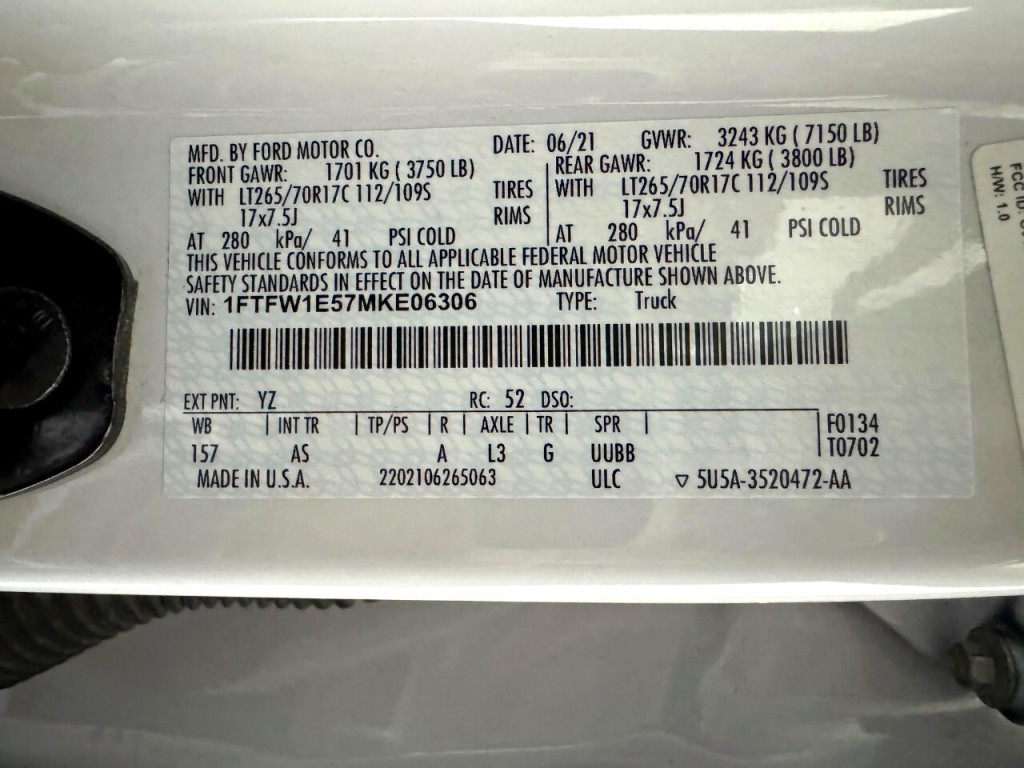 MFD. BY FORD MOTOR CO. DATE: 06/21 GVWR: 3243 KG ( 7150 LB)
FRONT GAWR: 1701 KG ( 3750 LB)
WITH LT265/70R17C 112/109S TIRES
17x7.5J RIMS
AT 280 kPa/ 41 PSI COLD
REAR GAWR: 1724 KG ( 3800 LB)
WITH LT265/70R17C 112/109S TIRES
17x7.5J RIMS
AT 280 kPa/ 41 PSI COLD
THIS VEHICLE CONFORMS TO ALL APPLICABLE FEDERAL MOTOR VEHICLE
SAFETY STANDARDS IN EFFECT ON THE DATE OF MANUFACTURE SHOWN ABOVE.
VIN: 1FTFW1E57MKE06306 TYPE: Truck
EXT PNT: YZ RC: 52 DSO:
WB | INT TR | TP/PS | R | AXLE | TR | SPR | F0134
157 AS A L3 G UUBB T0702
MADE IN U.S.A. 2202106265063 ULC ▽ 5U5A-3520472-AA
FCC ID:
H/W: 1.0